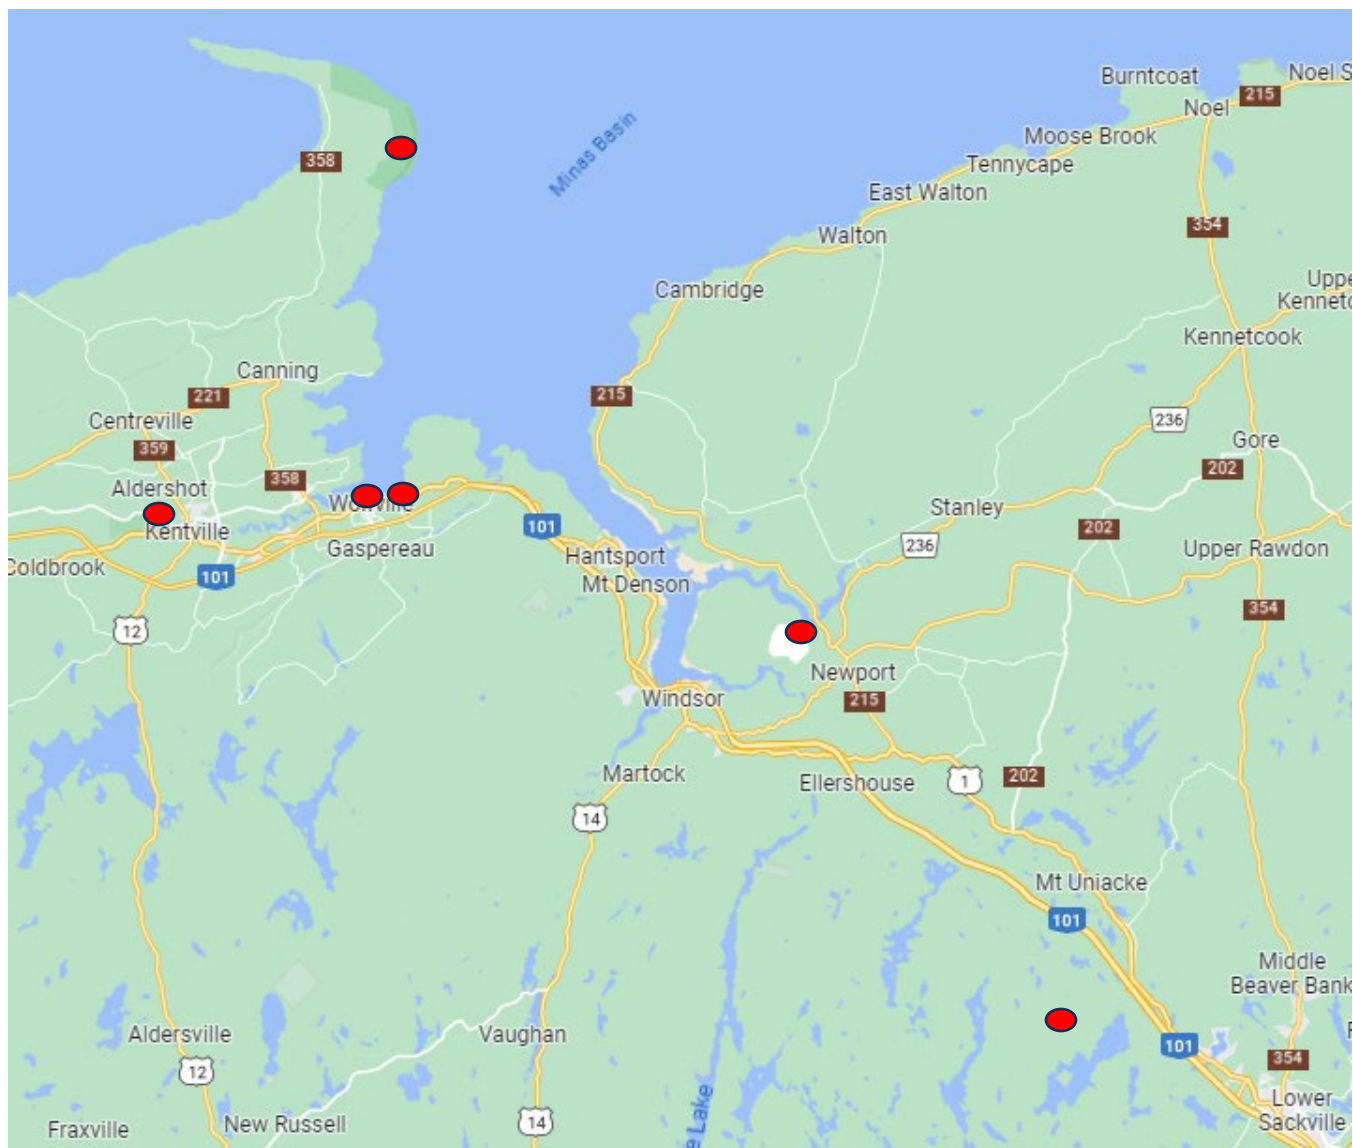 Burntcoat
Noel S
215
Noel
Moose Brook
358
Minas Basin
Tennycape
East Walton
354
Walton
Uppe
Kennetc
Cambridge
Kennetcook
Canning
221
215
Centreville
236
359
Gore
202
358
Aldershot
Wolfville
Stanley
Kentville
101
202
Gaspereau
236
Upper Rawdon
Hantsport
Coldbrook
101
Mt Denson
354
12
Newport
Windsor
215
Martock
Ellershouse
1
202
14
Mt Uniacke
101
Middle
Beaver Bank
Aldersville
Vaughan
101
354
12
e Lake
Lower
Sackville
New Russell
14
Fraxville